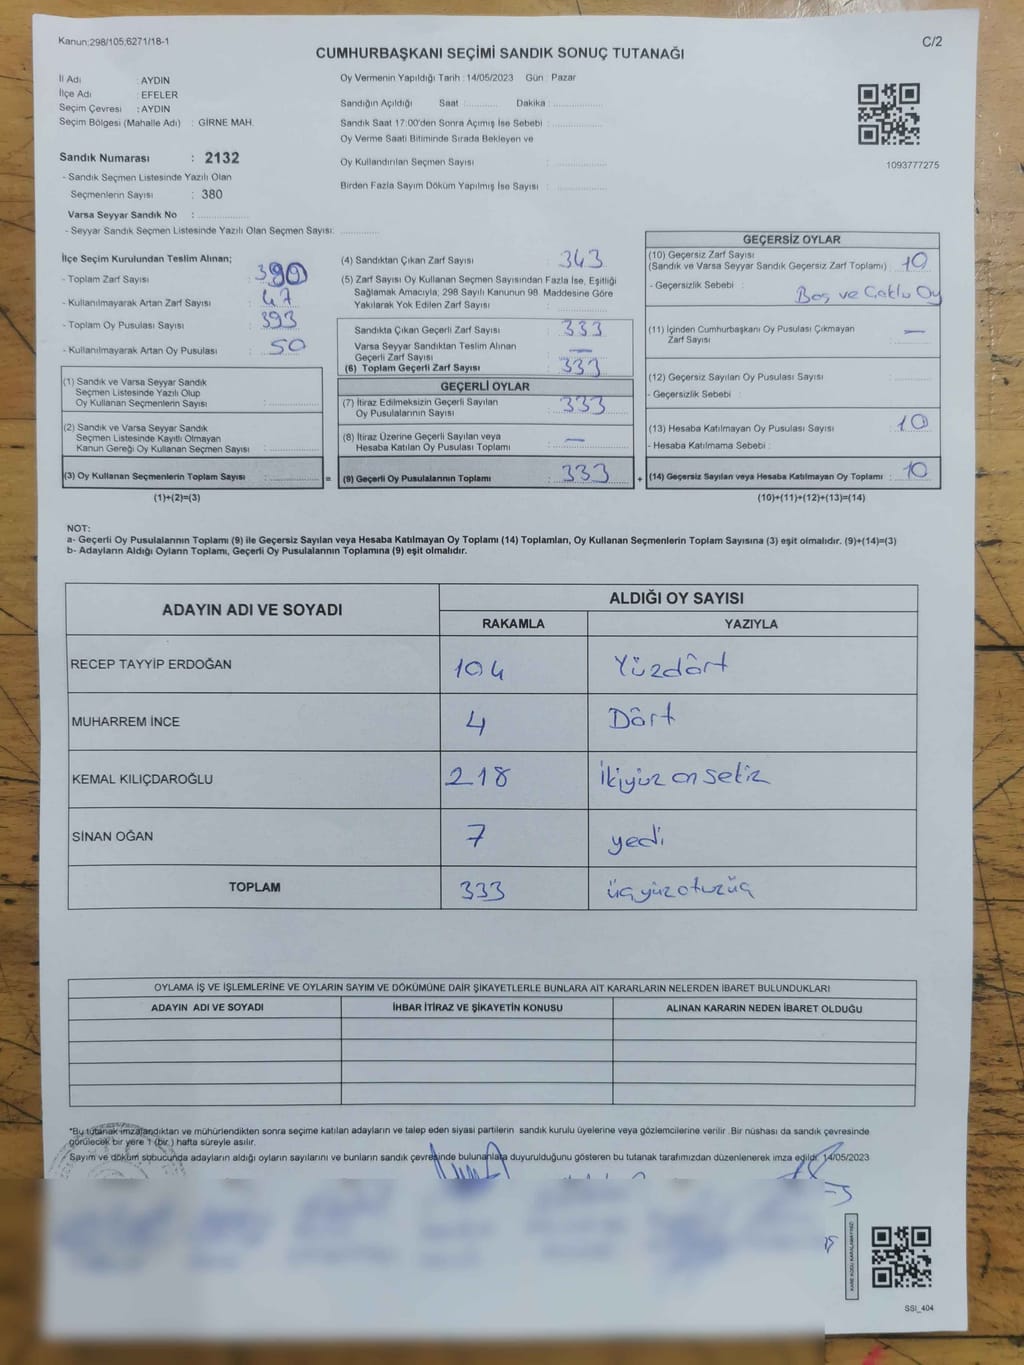 Kanun;298/105,6271/18-1
C/2
CUMHURBAŞKANI SEÇİMİ SANDIK SONUÇ TUTANAĞI
İl Adı : AYDIN
İlçe Adı : EFELER
Seçim Çevresi : AYDIN
Seçim Bölgesi (Mahalle Adı) : GİRNE MAH.
Sandık Numarası : 2132
- Sandık Seçmen Listesinde Yazılı Olan
Seçmenlerin Sayısı : 380
Varsa Seyyar Sandık No :
- Seyyar Sandık Seçmen Listesinde Yazılı Olan Seçmen Sayısı:
Oy Vermenin Yapıldığı Tarih : 14/05/2023 Gün : Pazar
Sandığın Açıldığı Saat : Dakika :
Sandık Saat 17:00'den Sonra Açımış İse Sebebi :
Oy Verme Saati Bitiminde Sırada Bekleyen ve
Oy Kullandırılan Seçmen Sayısı :
Birden Fazla Sayım Döküm Yapılmış İse Sayısı :
1093777275
İlçe Seçim Kurulundan Teslim Alınan;
- Toplam Zarf Sayısı :
- Kullanılmayarak Artan Zarf Sayısı : 47
- Toplam Oy Pusulası Sayısı : 393
- Kullanılmayarak Artan Oy Pusulası : 50
(1) Sandık ve Varsa Seyyar Sandık
Seçmen Listesinde Yazılı Olup
Oy Kullanan Seçmenlerin Sayısı :
(2) Sandık ve Varsa Seyyar Sandık
Seçmen Listesinde Kayıtlı Olmayan
Kanun Gereği Oy Kullanan Seçmen Sayısı :
(3) Oy Kullanan Seçmenlerin Toplam Sayısı :
(1)+(2)=(3)
(4) Sandıktan Çıkan Zarf Sayısı : 343
(5) Zarf Sayısı Oy Kullanan Seçmen Sayısından Fazla İse, Eşitliği
Sağlamak Amacıyla; 298 Sayılı Kanunun 98. Maddesine Göre
Yakılarak Yok Edilen Zarf Sayısı :
Sandıkta Çıkan Geçerli Zarf Sayısı : 333
Varsa Seyyar Sandıktan Teslim Alınan
Geçerli Zarf Sayısı : —
(6) Toplam Geçerli Zarf Sayısı : 333
GEÇERLİ OYLAR
(7) İtiraz Edilmeksizin Geçerli Sayılan
Oy Pusulalarının Sayısı : 333
(8) İtiraz Üzerine Geçerli Sayılan veya
Hesaba Katılan Oy Pusulası Toplamı : —
= (9) Geçerli Oy Pusulalarının Toplamı : 333 +
GEÇERSİZ OYLAR
(10) Geçersiz Zarf Sayısı
(Sandık ve Varsa Seyyar Sandık Geçersiz Zarf Toplamı) : 10
- Geçersizlik Sebebi : Boş ve Çoklu Oy
(11) İçinden Cumhurbaşkanı Oy Pusulası Çıkmayan
Zarf Sayısı : —
(12) Geçersiz Sayılan Oy Pusulası Sayısı :
- Geçersizlik Sebebi :
(13) Hesaba Katılmayan Oy Pusulası Sayısı : 10
- Hesaba Katılmama Sebebi :
(14) Geçersiz Sayılan veya Hesaba Katılmayan Oy Toplamı : 10
(10)+(11)+(12)+(13)=(14)
NOT:
a- Geçerli Oy Pusulalarının Toplamı (9) ile Geçersiz Sayılan veya Hesaba Katılmayan Oy Toplamı (14) Toplamları, Oy Kullanan Seçmenlerin Toplam Sayısına (3) eşit olmalıdır. (9)+(14)=(3)
b- Adayların Aldığı Oyların Toplamı, Geçerli Oy Pusulalarının Toplamına (9) eşit olmalıdır.
ADAYIN ADI VE SOYADI
ALDIĞI OY SAYISI
RAKAMLA YAZIYLA
RECEP TAYYİP ERDOĞAN 104 Yüzdört
MUHARREM İNCE 4 Dört
KEMAL KILIÇDAROĞLU 218 İkiyüz on sekiz
SİNAN OĞAN 7 yedi
TOPLAM 333 üçyüzotuzüç
OYLAMA İŞ VE İŞLEMLERİNE VE OYLARIN SAYIM VE DÖKÜMÜNE DAİR ŞİKAYETLERLE BUNLARA AİT KARARLARIN NELERDEN İBARET BULUNDUKLARI
ADAYIN ADI VE SOYADI İHBAR İTİRAZ VE ŞİKAYETİN KONUSU ALINAN KARARIN NEDEN İBARET OLDUĞU
*Bu tutanak imzalandıktan ve mühürlendikten sonra seçime katılan adayların ve talep eden siyasi partilerin sandık kurulu üyelerine veya gözlemcilerine verilir. Bir nüshası da sandık çevresinde
görülecek bir yere 1 (bir) hafta süreyle asılır.
Sayım ve döküm sonucunda adayların aldığı oyların sayılarını ve bunların sandık çevresinde bulunanlara duyurulduğunu gösteren bu tutanak tarafımızdan düzenlenerek imza edildi. 14/05/2023
KARE KODU KARALAMAYINIZ!
SSI_404